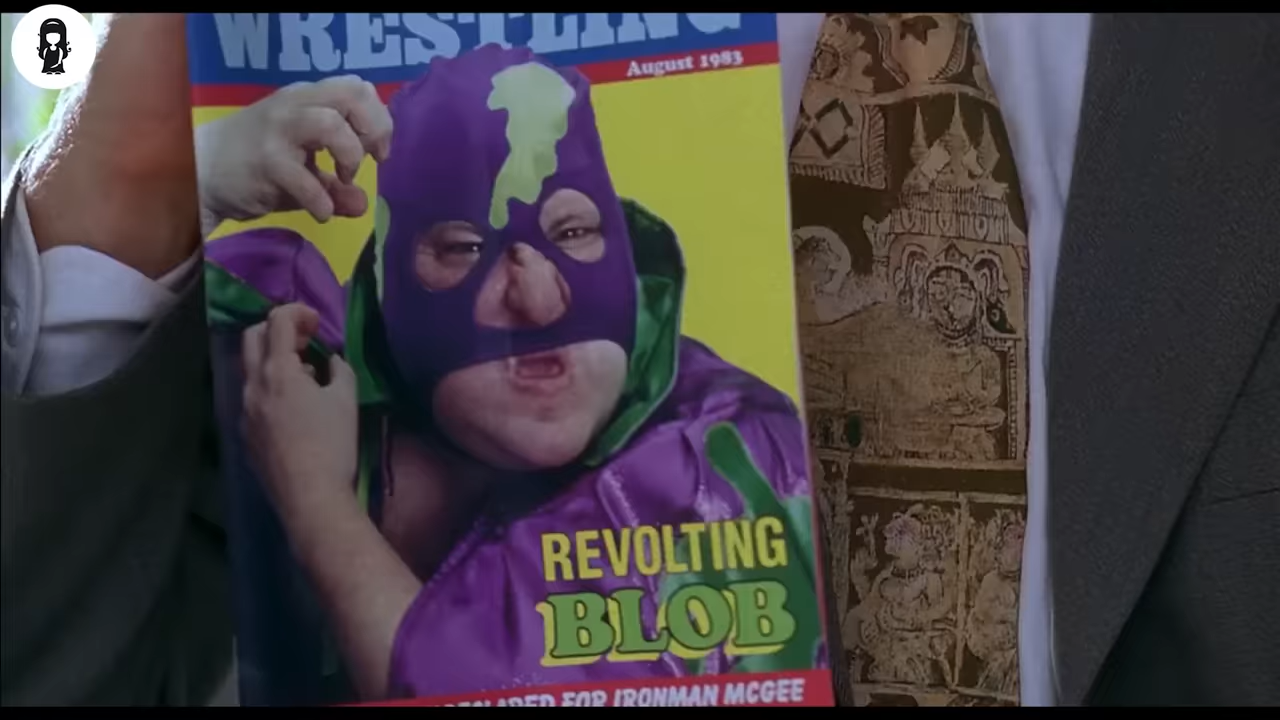 WRESTLING
August 1983
REVOLTING
BLOB
FOR IRONMAN MCGEE